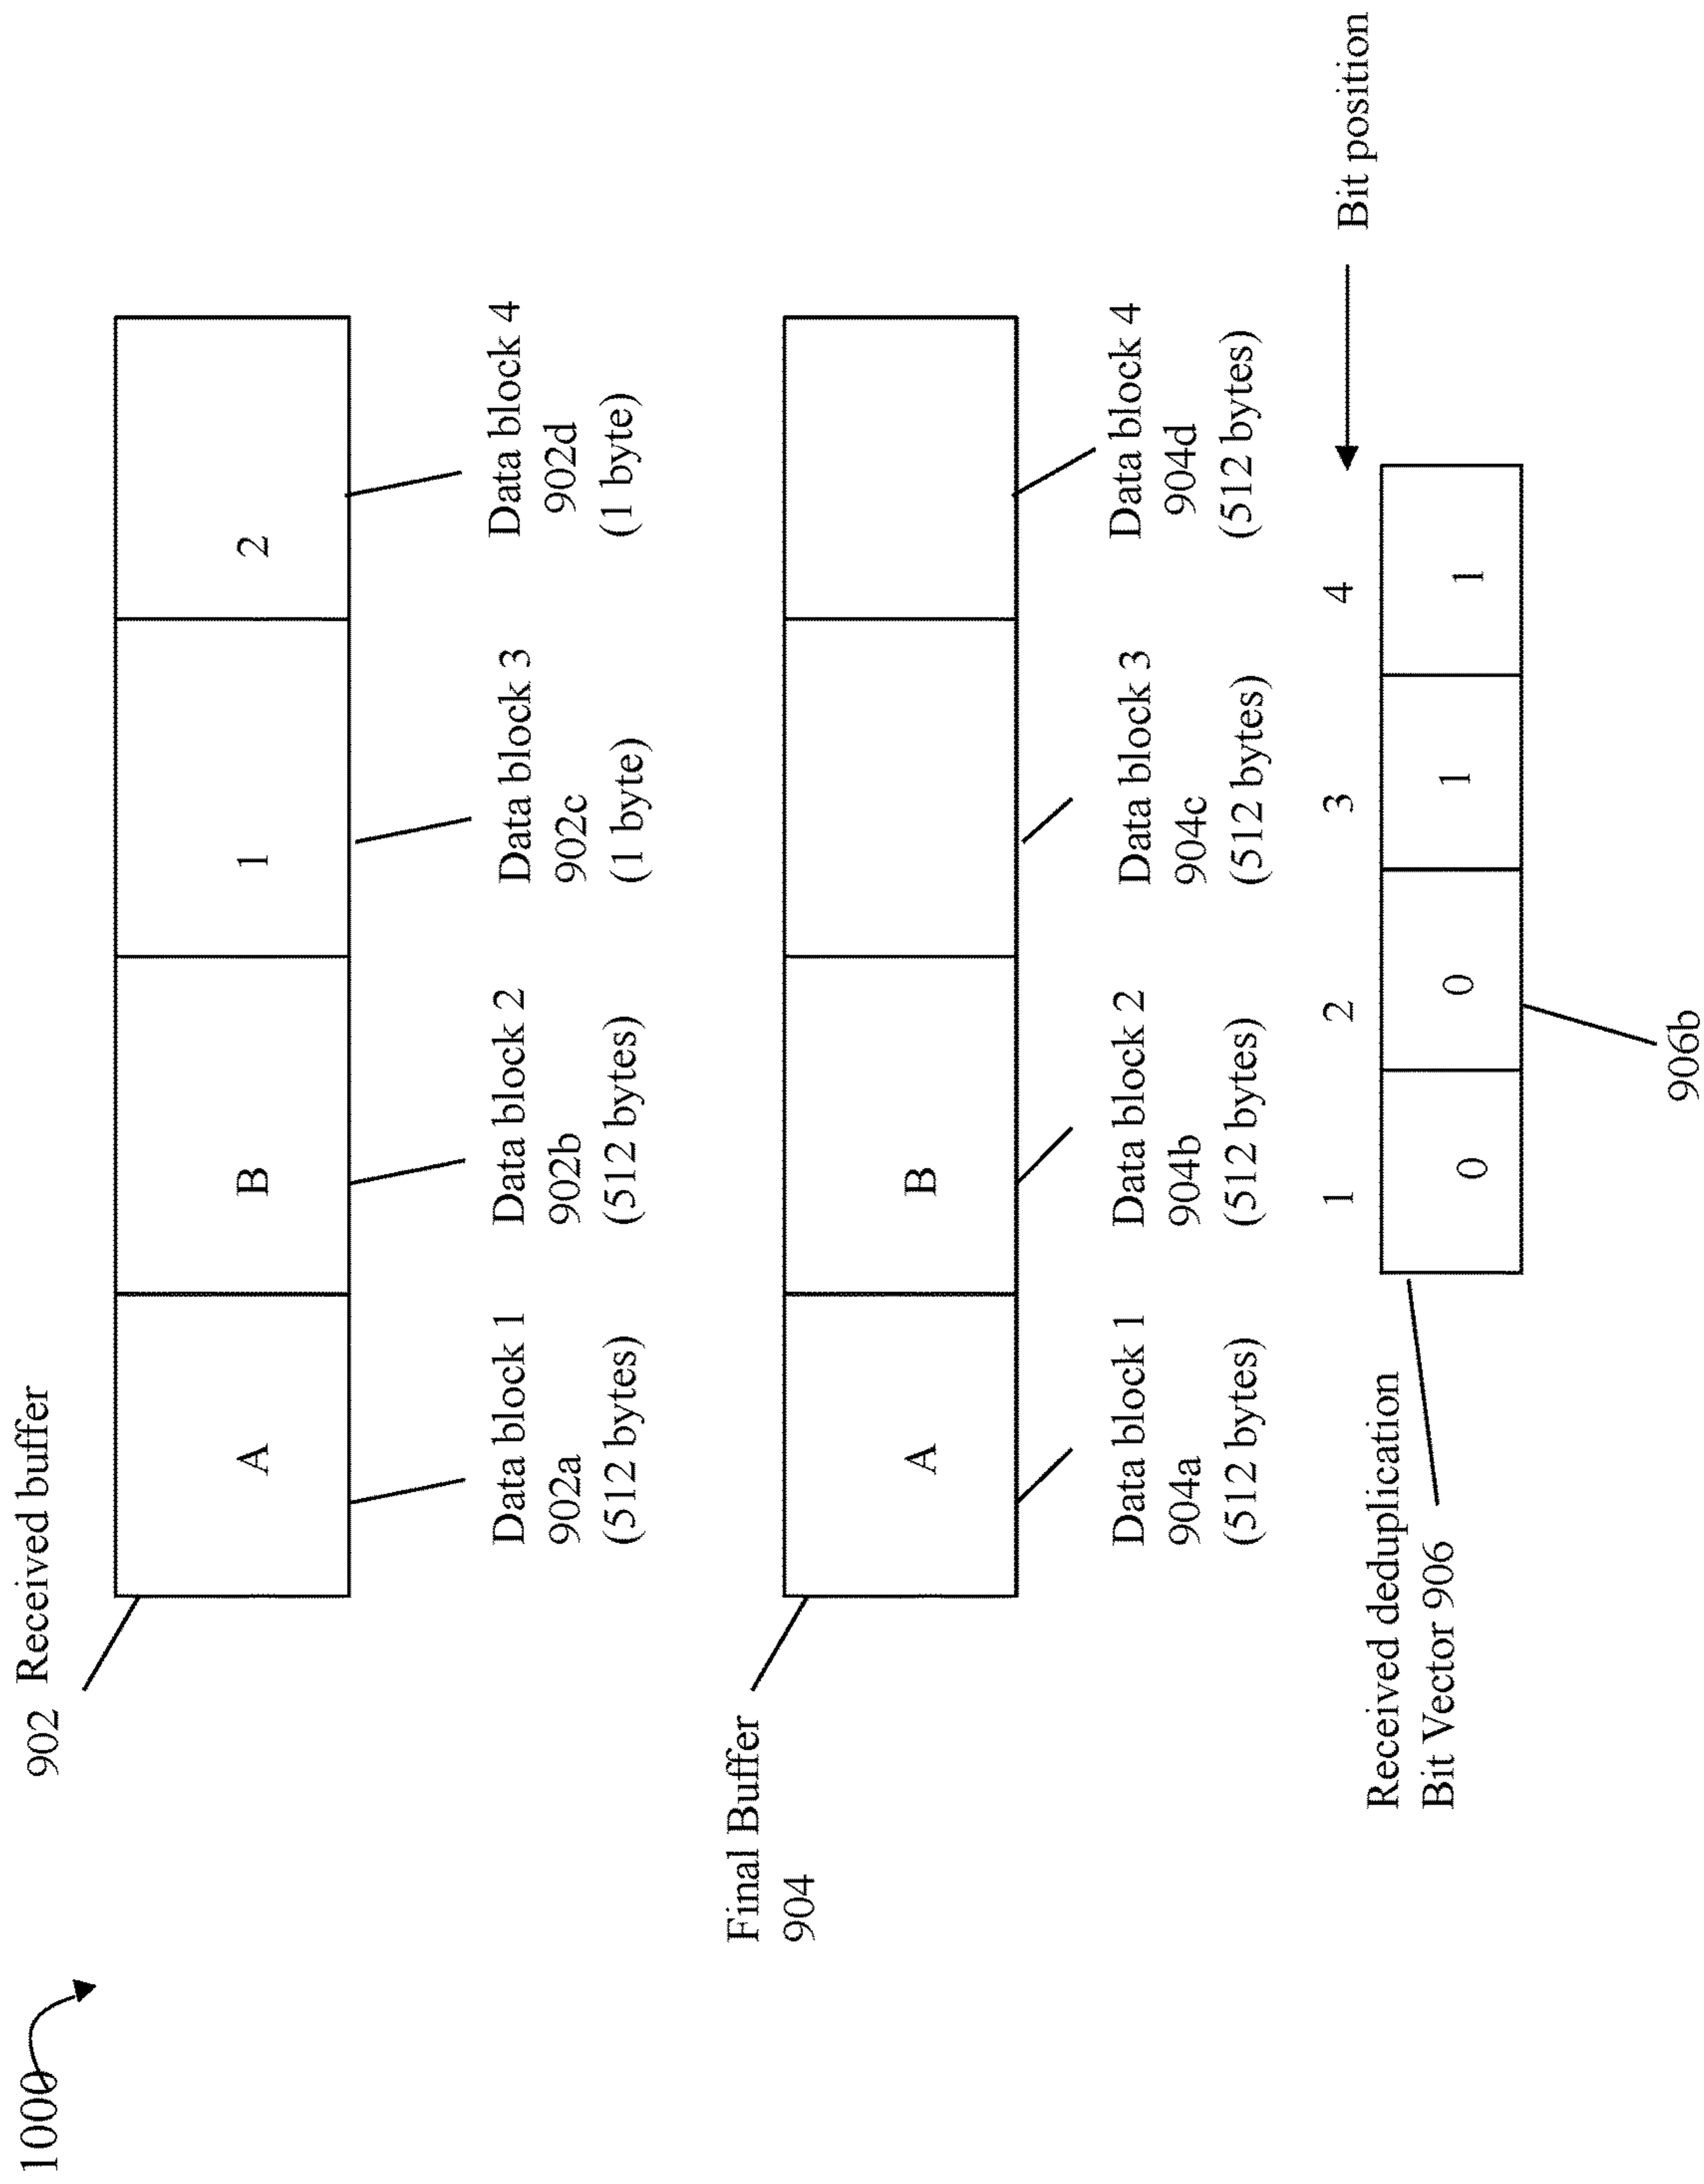 1000
902 Received buffer
A
B
1
2
Data block 1
902a
(512 bytes)
Data block 2
902b
(512 bytes)
Data block 3
902c
(1 byte)
Data block 4
902d
(1 byte)
Final Buffer
904
A
B
Data block 1
904a
(512 bytes)
Data block 2
904b
(512 bytes)
Data block 3
904c
(512 bytes)
Data block 4
904d
(512 bytes)
Received deduplication
Bit Vector 906
1
2
3
4
Bit position
0
0
1
1
906b